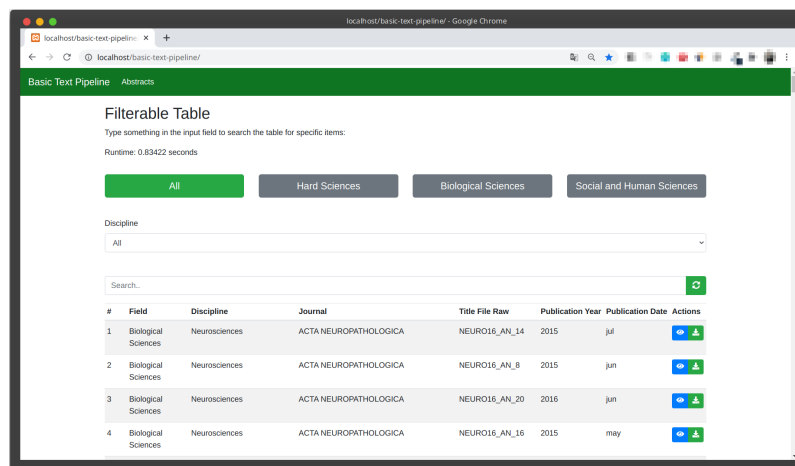 localhost/basic-text-pipeline/ - Google Chrome
localhost/basic-text-pipeline
localhost/basic-text-pipeline/
Basic Text Pipeline Abstracts
Filterable Table
Type something in the input field to search the table for specific items:
Runtime: 0.83422 seconds
All Hard Sciences Biological Sciences Social and Human Sciences
Discipline
All
Search..
# Field Discipline Journal Title File Raw Publication Year Publication Date Actions
1 Biological Sciences Neurosciences ACTA NEUROPATHOLOGICA NEURO16_AN_14 2015 jul
2 Biological Sciences Neurosciences ACTA NEUROPATHOLOGICA NEURO16_AN_8 2015 jun
3 Biological Sciences Neurosciences ACTA NEUROPATHOLOGICA NEURO16_AN_20 2016 jun
4 Biological Sciences Neurosciences ACTA NEUROPATHOLOGICA NEURO16_AN_16 2015 may